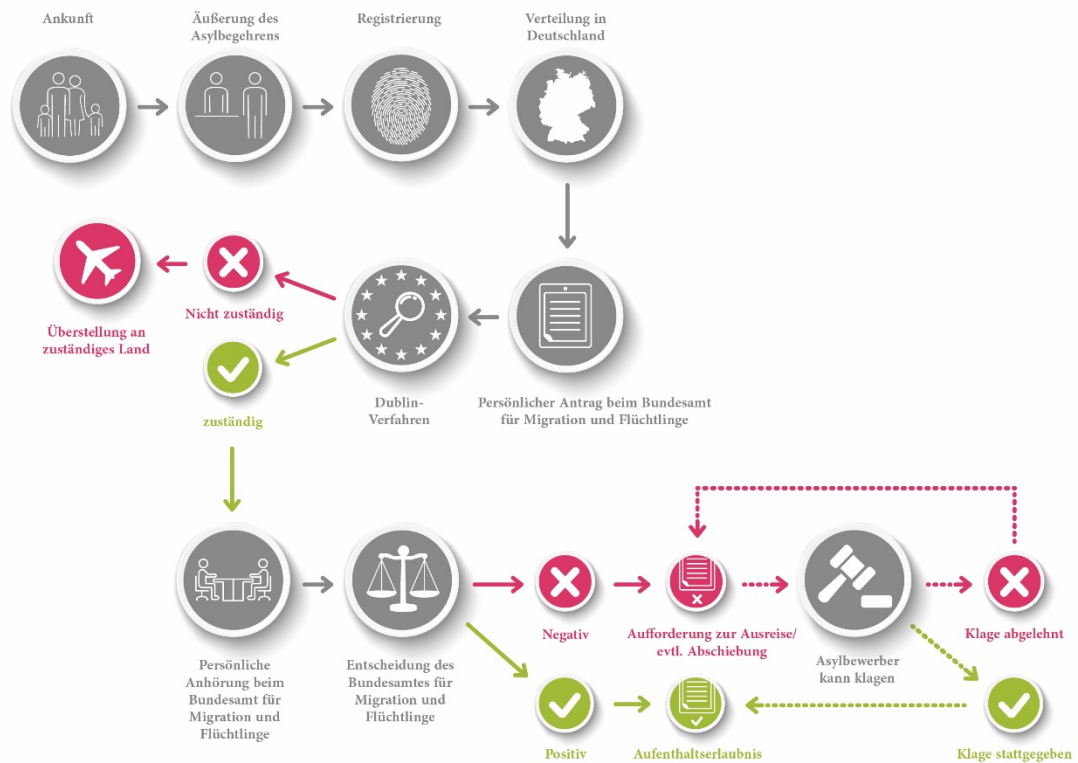 Ankunft
Äußerung des
Asylbegehrens
Registrierung
Verteilung in
Deutschland
Nicht zuständig
Überstellung an
zuständiges Land
zuständig
Dublin-
Verfahren
Persönlicher Antrag beim Bundesamt
für Migration und Flüchtlinge
Persönliche
Anhörung beim
Bundesamt für
Migration und
Flüchtlinge
Entscheidung des
Bundesamtes für
Migration und
Flüchtlinge
Negativ
Aufforderung zur Ausreise/
evtl. Abschiebung
Asylbewerber
kann klagen
Klage abgelehnt
Positiv
Aufenthaltserlaubnis
Klage stattgegeben